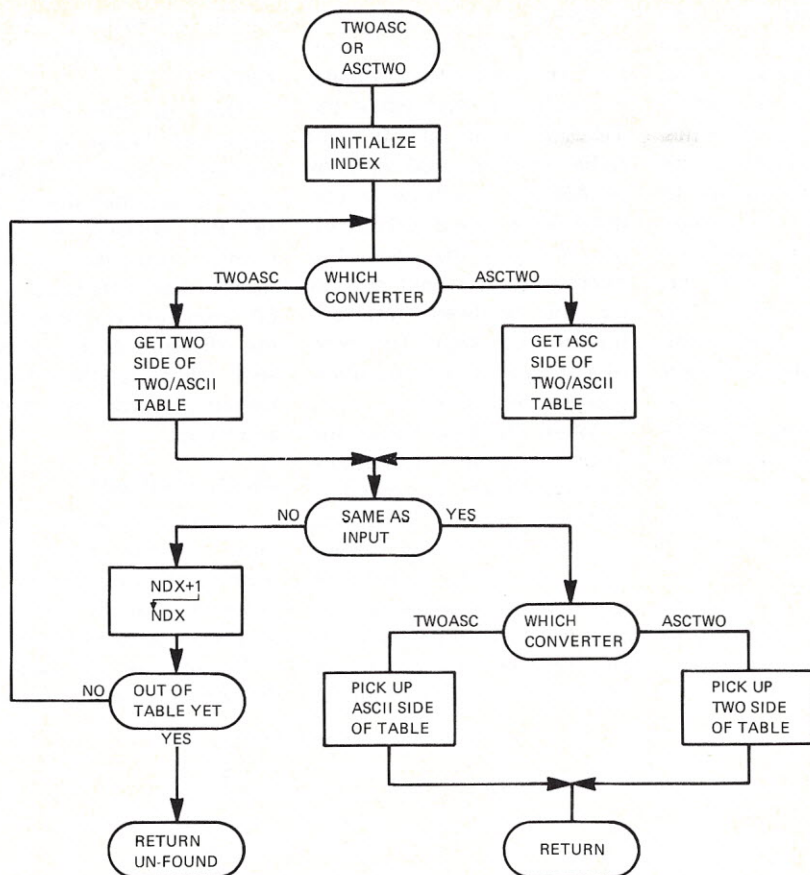 TWOASC
OR
ASCTWO
INITIALIZE
INDEX
TWOASC
WHICH
CONVERTER
ASCTWO
GET TWO
SIDE OF
TWO/ASCII
TABLE
GET ASC
SIDE OF
TWO/ASCII
TABLE
NO
SAME AS
INPUT
YES
NDX+1
NDX
TWOASC
WHICH
CONVERTER
ASCTWO
NO
OUT OF
TABLE YET
YES
PICK UP
ASCII SIDE
OF TABLE
PICK UP
TWO SIDE
OF TABLE
RETURN
UN-FOUND
RETURN